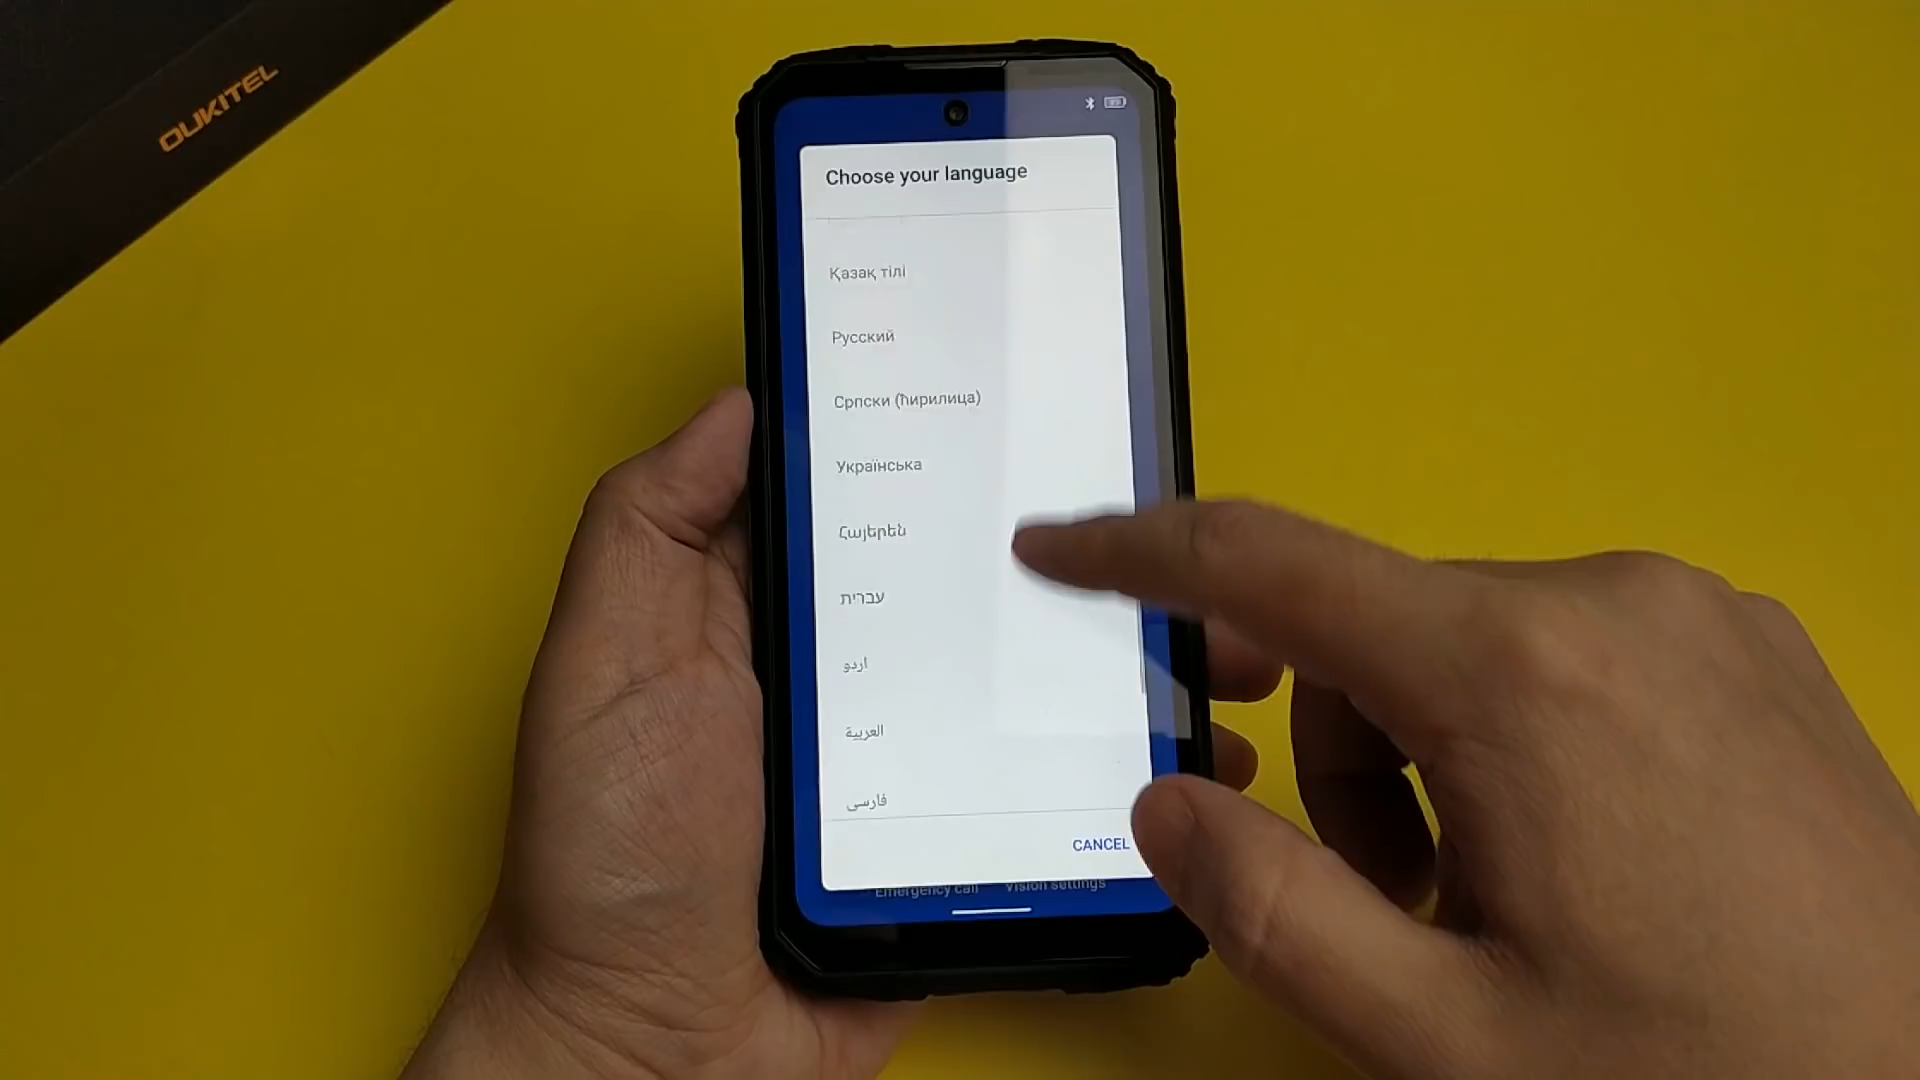 OUKITEL
Choose your language
Қазақ тілі
Русский
Српски (ћирилица)
Українська
Հայերեն
עברית
اردو
العربية
فارسی
CANCEL
Emergency call
Vision settings